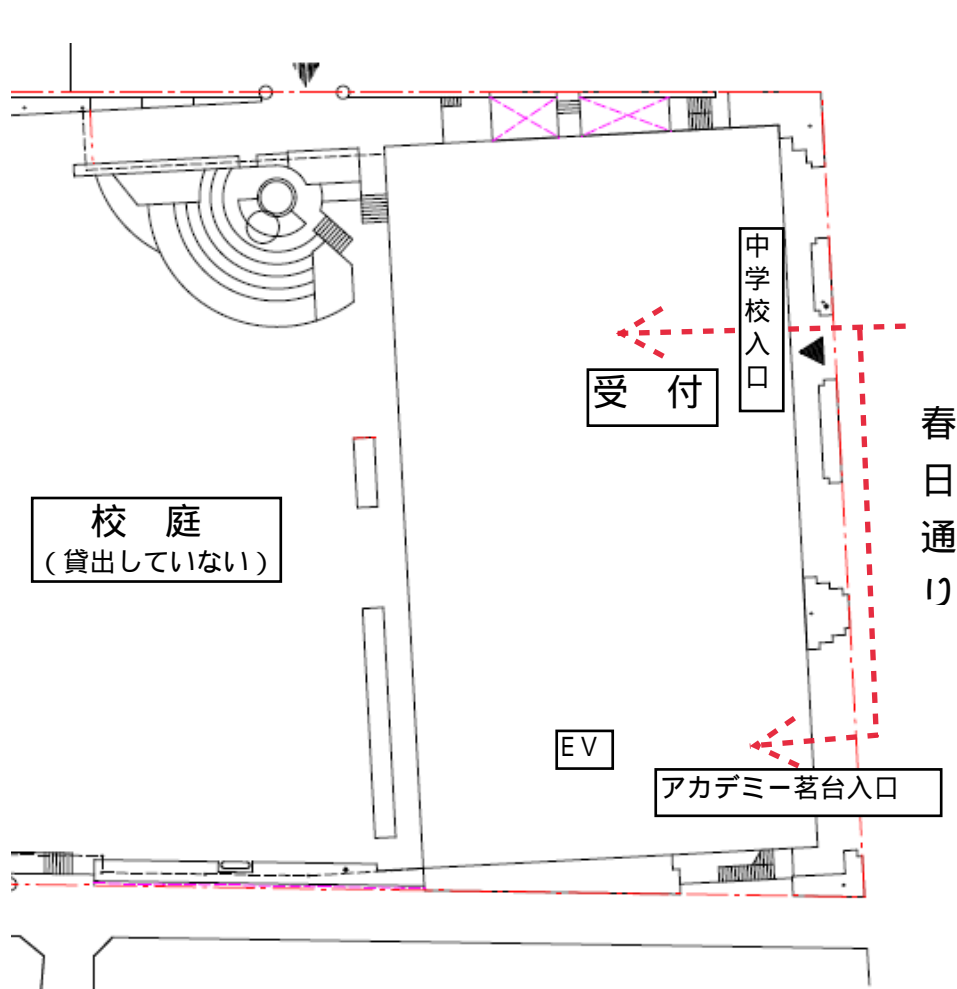 中学校入口
受　付
春日通り
校　庭
（貸出していない）
ＥＶ
アカデミー茗台入口